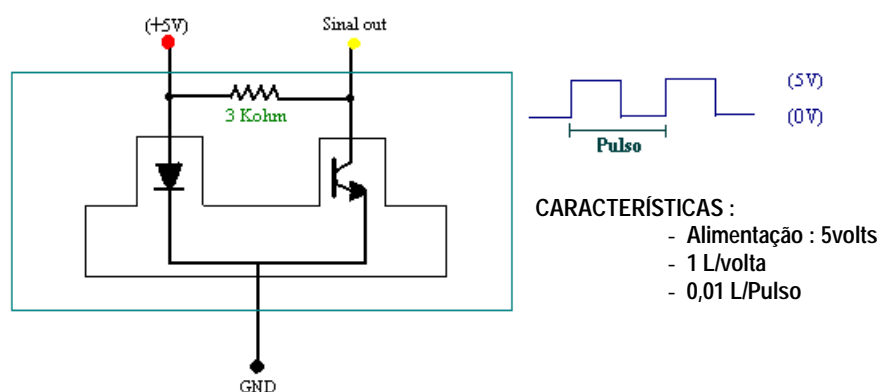 (+5V)
Sinal out
3 Kohm
GND
(5V)
(0V)
Pulso
CARACTERÍSTICAS :
- Alimentação : 5volts
- 1 L/volta
- 0,01 L/Pulso